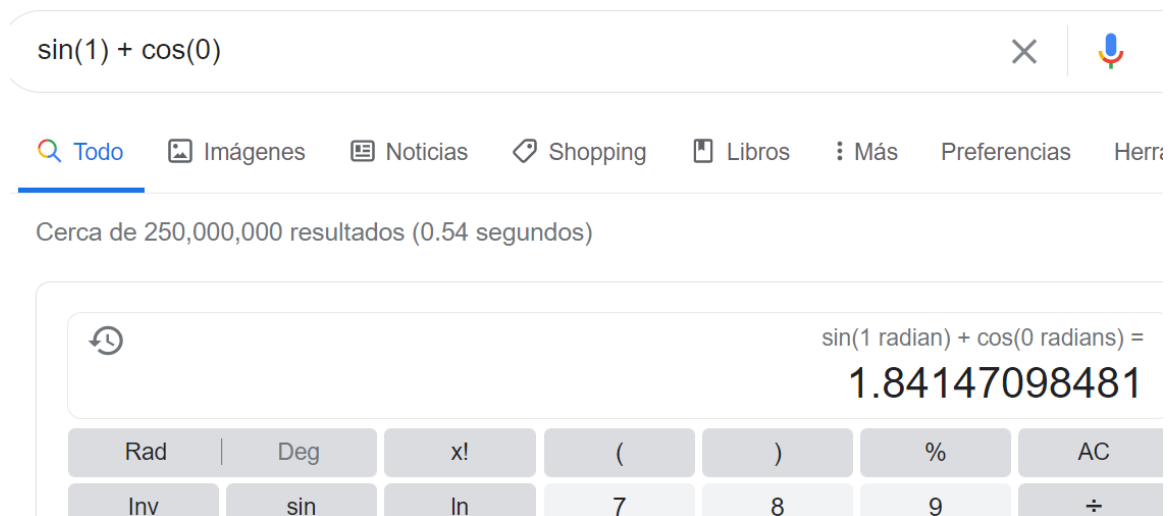 sin(1) + cos(0)
Todo Imágenes Noticias Shopping Libros Más Preferencias
Cerca de 250,000,000 resultados (0.54 segundos)
sin(1 radian) + cos(0 radians) =
1.84147098481
Rad Deg x! ( ) % AC
Inv sin ln 7 8 9 ÷